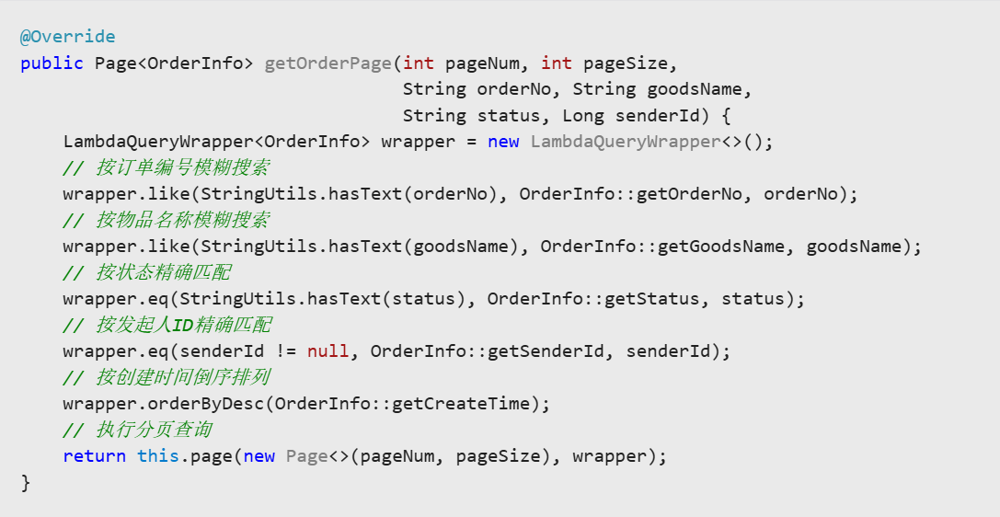 @Override
public Page<OrderInfo> getOrderPage(int pageNum, int pageSize,
                                    String orderNo, String goodsName,
                                    String status, Long senderId) {
    LambdaQueryWrapper<OrderInfo> wrapper = new LambdaQueryWrapper<>();
    // 按订单编号模糊搜索
    wrapper.like(StringUtils.hasText(orderNo), OrderInfo::getOrderNo, orderNo);
    // 按物品名称模糊搜索
    wrapper.like(StringUtils.hasText(goodsName), OrderInfo::getGoodsName, goodsName);
    // 按状态精确匹配
    wrapper.eq(StringUtils.hasText(status), OrderInfo::getStatus, status);
    // 按发起人ID精确匹配
    wrapper.eq(senderId != null, OrderInfo::getSenderId, senderId);
    // 按创建时间倒序排列
    wrapper.orderByDesc(OrderInfo::getCreateTime);
    // 执行分页查询
    return this.page(new Page<>(pageNum, pageSize), wrapper);
}